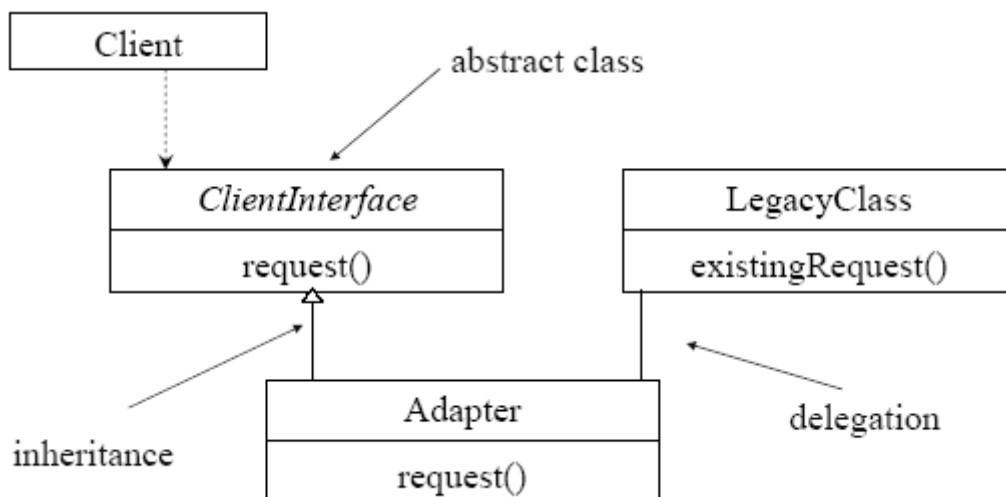 Client
abstract class
ClientInterface
request()
LegacyClass
existingRequest()
inheritance
Adapter
request()
delegation